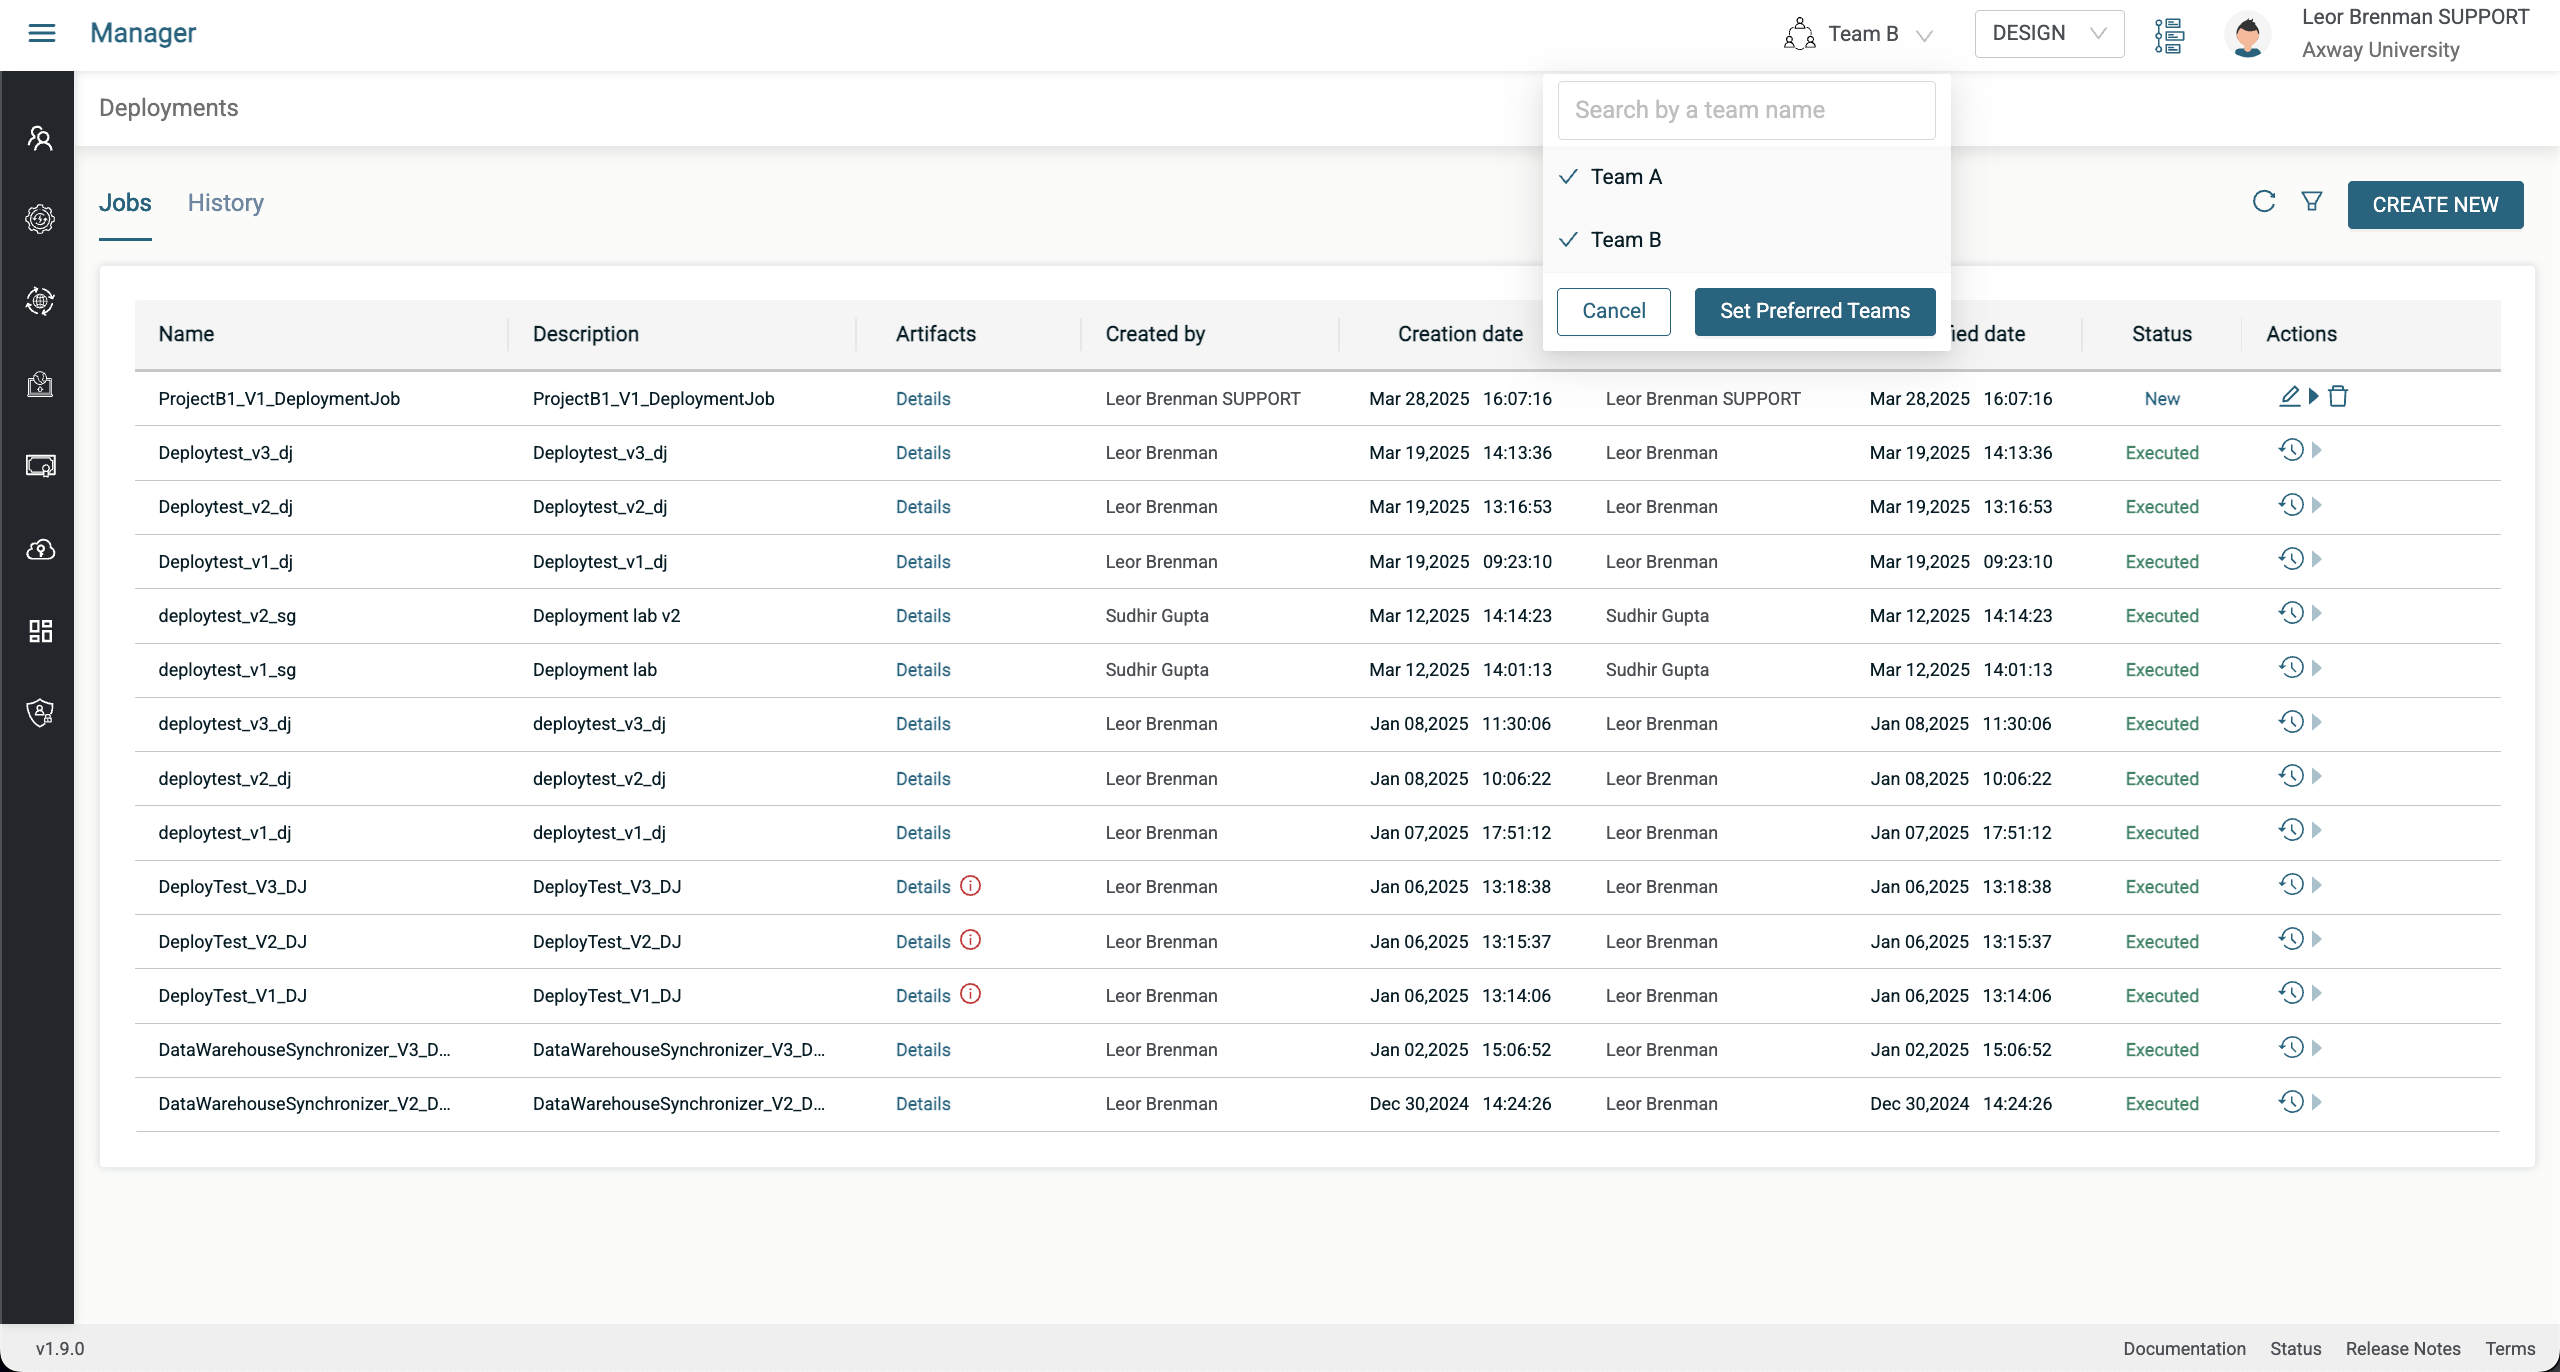 Manager
Team B
DESIGN
Leor Brenman SUPPORT
Axway University
Deployments
Search by a team name
Team A
Team B
Cancel
Set Preferred Teams
Jobs
History
CREATE NEW
Name Description Artifacts Created by Creation date ied date Status Actions
ProjectB1_V1_DeploymentJob ProjectB1_V1_DeploymentJob Details Leor Brenman SUPPORT Mar 28,2025 16:07:16 Leor Brenman SUPPORT Mar 28,2025 16:07:16 New
Deploytest_v3_dj Deploytest_v3_dj Details Leor Brenman Mar 19,2025 14:13:36 Leor Brenman Mar 19,2025 14:13:36 Executed
Deploytest_v2_dj Deploytest_v2_dj Details Leor Brenman Mar 19,2025 13:16:53 Leor Brenman Mar 19,2025 13:16:53 Executed
Deploytest_v1_dj Deploytest_v1_dj Details Leor Brenman Mar 19,2025 09:23:10 Leor Brenman Mar 19,2025 09:23:10 Executed
deploytest_v2_sg Deployment lab v2 Details Sudhir Gupta Mar 12,2025 14:14:23 Sudhir Gupta Mar 12,2025 14:14:23 Executed
deploytest_v1_sg Deployment lab Details Sudhir Gupta Mar 12,2025 14:01:13 Sudhir Gupta Mar 12,2025 14:01:13 Executed
deploytest_v3_dj deploytest_v3_dj Details Leor Brenman Jan 08,2025 11:30:06 Leor Brenman Jan 08,2025 11:30:06 Executed
deploytest_v2_dj deploytest_v2_dj Details Leor Brenman Jan 08,2025 10:06:22 Leor Brenman Jan 08,2025 10:06:22 Executed
deploytest_v1_dj deploytest_v1_dj Details Leor Brenman Jan 07,2025 17:51:12 Leor Brenman Jan 07,2025 17:51:12 Executed
DeployTest_V3_DJ DeployTest_V3_DJ Details Leor Brenman Jan 06,2025 13:18:38 Leor Brenman Jan 06,2025 13:18:38 Executed
DeployTest_V2_DJ DeployTest_V2_DJ Details Leor Brenman Jan 06,2025 13:15:37 Leor Brenman Jan 06,2025 13:15:37 Executed
DeployTest_V1_DJ DeployTest_V1_DJ Details Leor Brenman Jan 06,2025 13:14:06 Leor Brenman Jan 06,2025 13:14:06 Executed
DataWarehouseSynchronizer_V3_D... DataWarehouseSynchronizer_V3_D... Details Leor Brenman Jan 02,2025 15:06:52 Leor Brenman Jan 02,2025 15:06:52 Executed
DataWarehouseSynchronizer_V2_D... DataWarehouseSynchronizer_V2_D... Details Leor Brenman Dec 30,2024 14:24:26 Leor Brenman Dec 30,2024 14:24:26 Executed
v1.9.0
Documentation Status Release Notes Terms